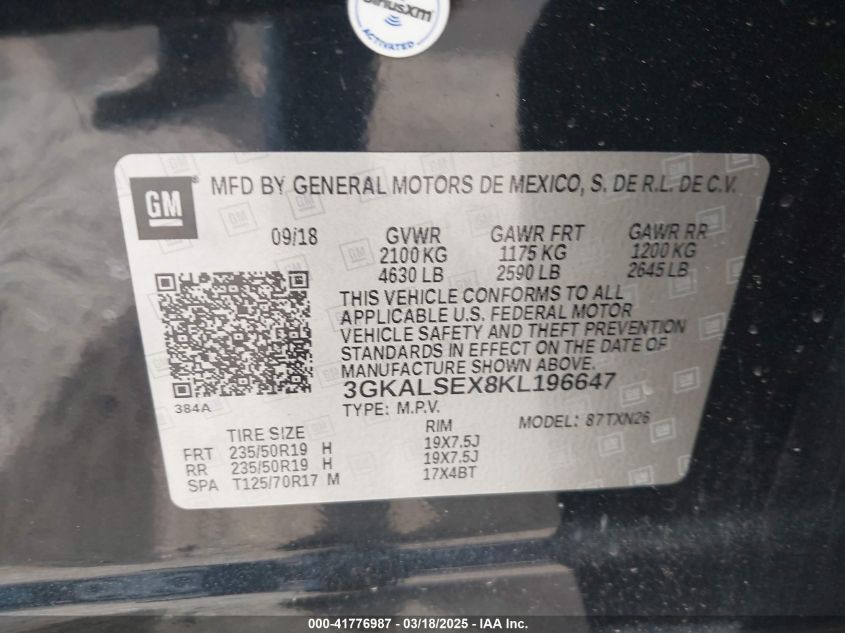 SiriusXM
ACTIVATED
GM
MFD BY GENERAL MOTORS DE MEXICO, S. DE R.L. DE C.V.
09/18 GVWR GAWR FRT GAWR RR
2100 KG 1175 KG 1200 KG
4630 LB 2590 LB 2645 LB
THIS VEHICLE CONFORMS TO ALL
APPLICABLE U.S. FEDERAL MOTOR
VEHICLE SAFETY AND THEFT PREVENTION
STANDARDS IN EFFECT ON THE DATE OF
MANUFACTURE SHOWN ABOVE.
3GKALSEX8KL196647
384A
TYPE: M.P.V. MODEL: 87TXN26
TIRE SIZE RIM
FRT 235/50R19 H 19X7.5J
RR 235/50R19 H 19X7.5J
SPA T125/70R17 M 17X4BT
000-41776987 - 03/18/2025 - IAA Inc.